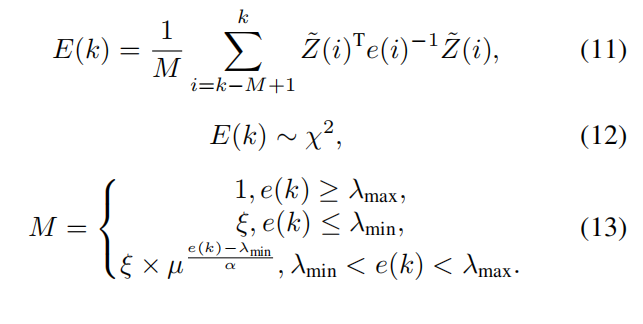 E(k) = \frac{1}{M} \sum_{i=k-M+1}^{k} \tilde{Z}(i)^{\mathrm{T}} e(i)^{-1} \tilde{Z}(i), (11)
E(k) \sim \chi^2, (12)
M = \begin{cases} 1, e(k) \geq \lambda_{\max}, \\ \xi, e(k) \leq \lambda_{\min}, \\ \xi \times \mu^{\frac{e(k)-\lambda_{\min}}{\alpha}}, \lambda_{\min} < e(k) < \lambda_{\max}. \end{cases} (13)